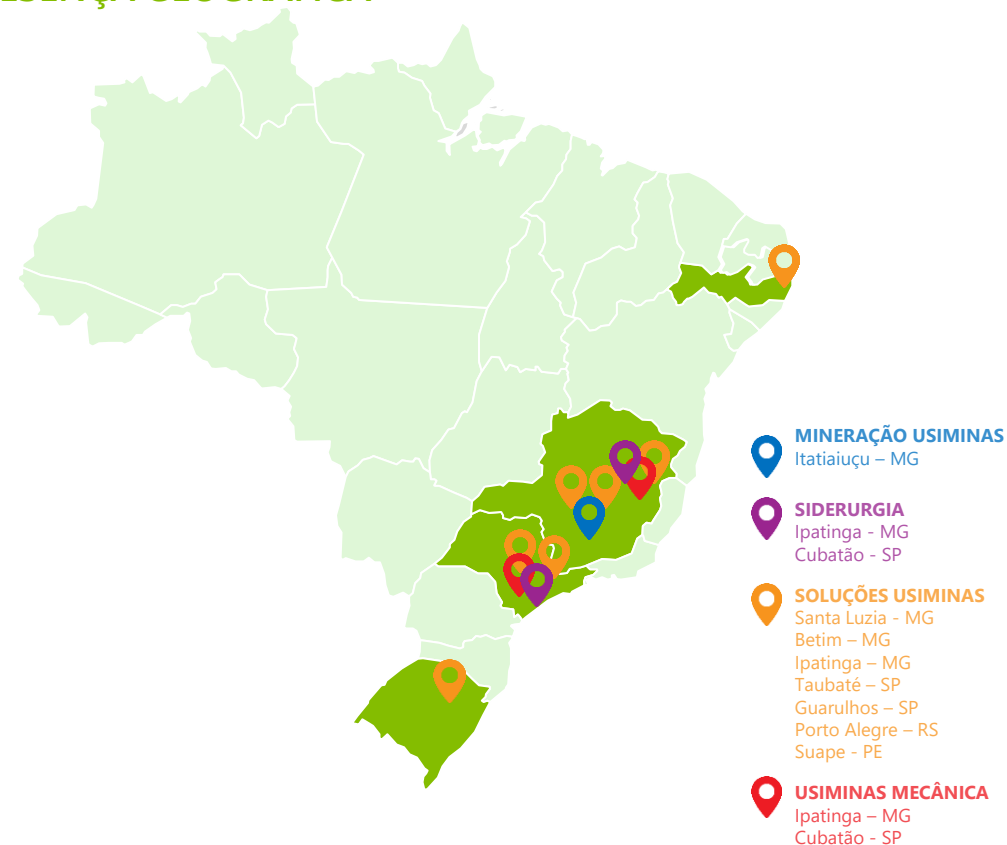 MINERAÇÃO USIMINAS
Itatiaiuçu – MG
SIDERURGIA
Ipatinga - MG
Cubatão - SP
SOLUÇÕES USIMINAS
Santa Luzia - MG
Betim – MG
Ipatinga – MG
Taubaté – SP
Guarulhos – SP
Porto Alegre – RS
Suape - PE
USIMINAS MECÂNICA
Ipatinga – MG
Cubatão - SP